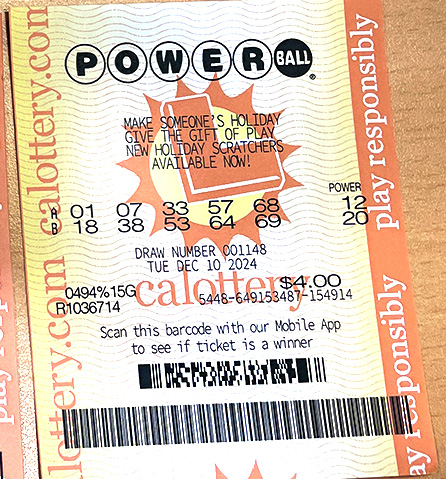 POWERBALL®
MAKE SOMEONE'S HOLIDAY
GIVE THE GIFT OF PLAY
NEW HOLIDAY SCRATCHERS
AVAILABLE NOW!
POWER
A 01 07 33 57 68 12
B 18 38 53 64 69 20
DRAW NUMBER 001148
TUE DEC 10 2024
$4.00
0494%15G
calottery
5448-649153487-154914
R1036714
Scan this barcode with our Mobile App
to see if ticket is a winner
calottery.com
calottery.com
play responsibly
play responsibly